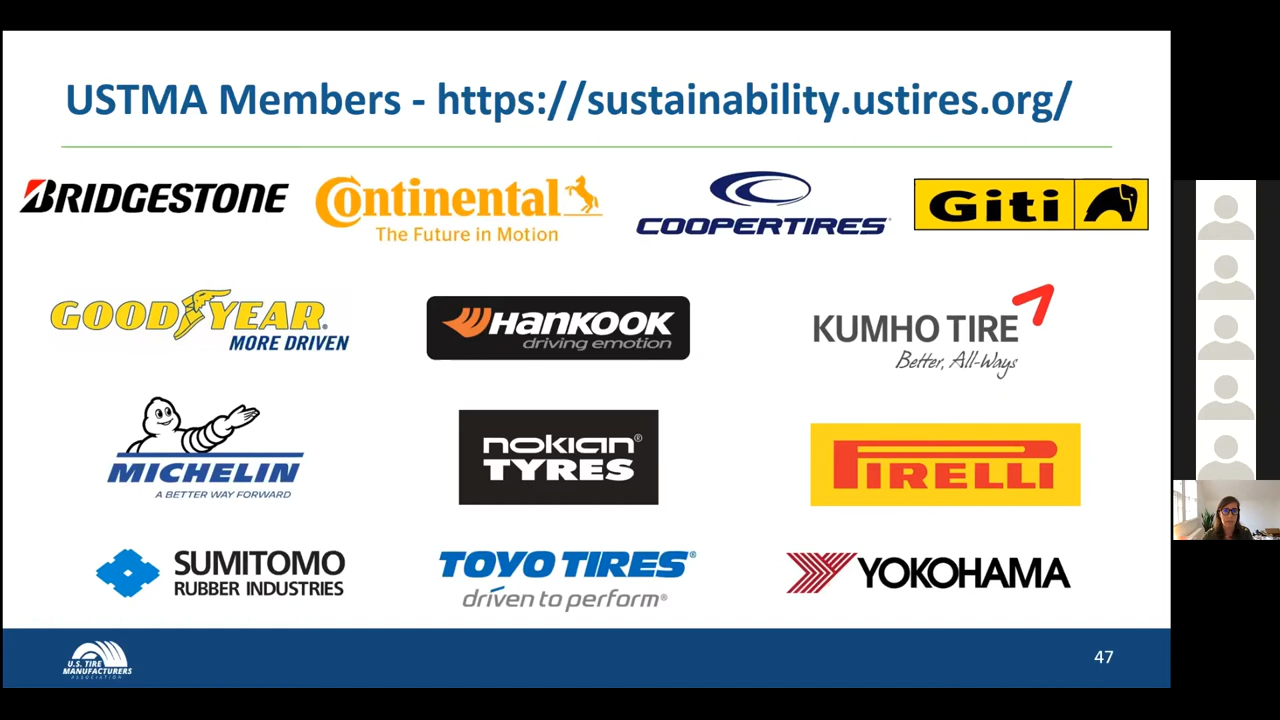 USTMA Members - https://sustainability.ustires.org/
BRIDGESTONE
Continental
The Future in Motion
COOPERTIRES
Giti
GOODYEAR
MORE DRIVEN
HANKOOK
driving emotion
KUMHO TIRE
Better, All-Ways
MICHELIN
A BETTER WAY FORWARD
nokian®
TYRES
PIRELLI
SUMITOMO
RUBBER INDUSTRIES
TOYO TIRES®
driven to perform®
YOKOHAMA
U.S. TIRE
MANUFACTURERS
ASSOCIATION
47